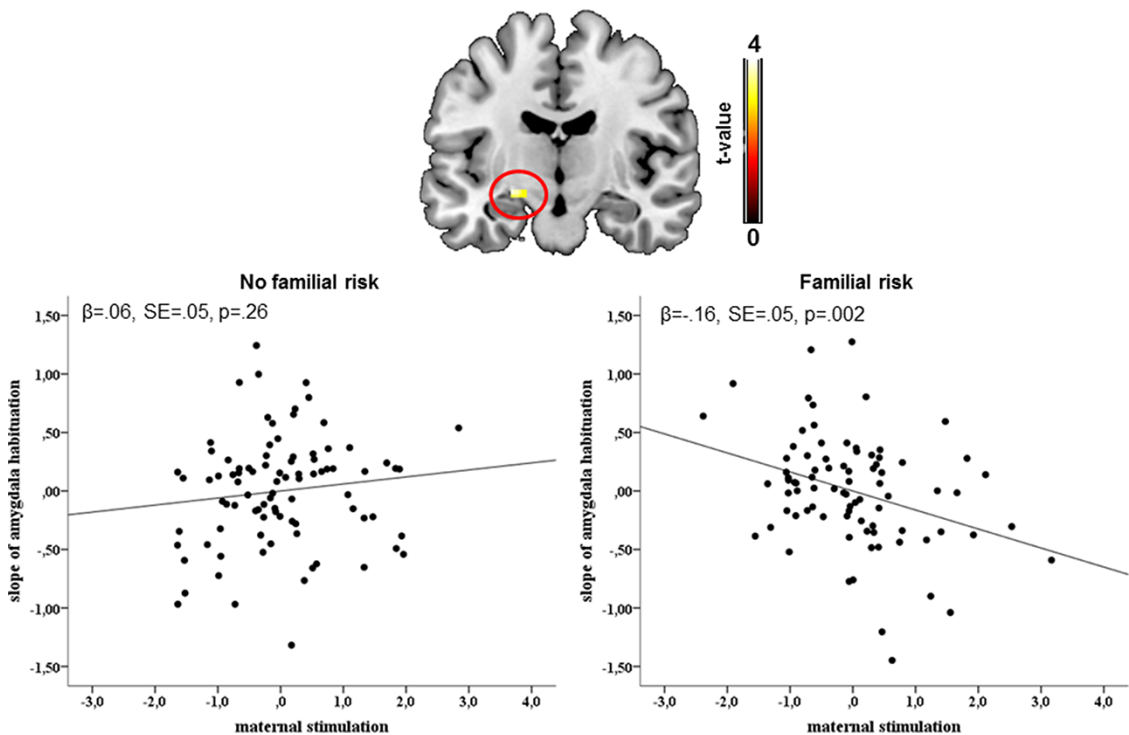 4
t-value
0
No familial risk
β=.06, SE=.05, p=.26
1,50
1,00
,50
,00
-,50
-1,00
-1,50
slope of amygdala habituation
-3,0 -2,0 -1,0 ,0 1,0 2,0 3,0 4,0
maternal stimulation
Familial risk
β=-.16, SE=.05, p=.002
1,50
1,00
,50
,00
-,50
-1,00
-1,50
slope of amygdala habituation
-3,0 -2,0 -1,0 ,0 1,0 2,0 3,0 4,0
maternal stimulation